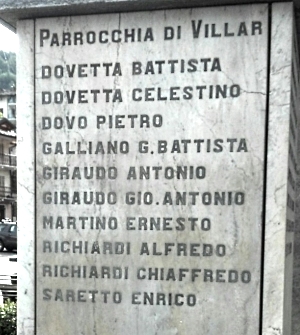 Parrocchia di Villar
DOVETTA BATTISTA
DOVETTA CELESTINO
DOVO PIETRO
GALLIANO G. BATTISTA
GIRAUDO ANTONIO
GIRAUDO GIO. ANTONIO
MARTINO ERNESTO
RICHIARDI ALFREDO
RICHIARDI CHIAFFREDO
SARETTO ENRICO